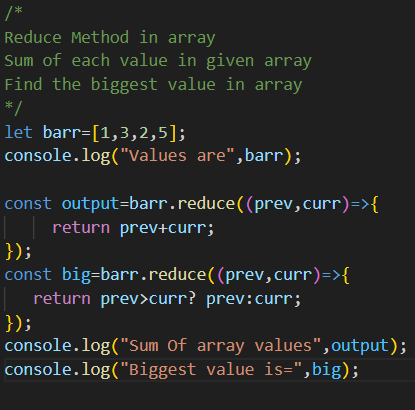 /*
Reduce Method in array
Sum of each value in given array
Find the biggest value in array
*/
let barr=[1,3,2,5];
console.log("Values are",barr);
const output=barr.reduce((prev,curr)=>{
return prev+curr;
});
const big=barr.reduce((prev,curr)=>{
return prev>curr? prev:curr;
});
console.log("Sum Of array values",output);
console.log("Biggest value is=",big);